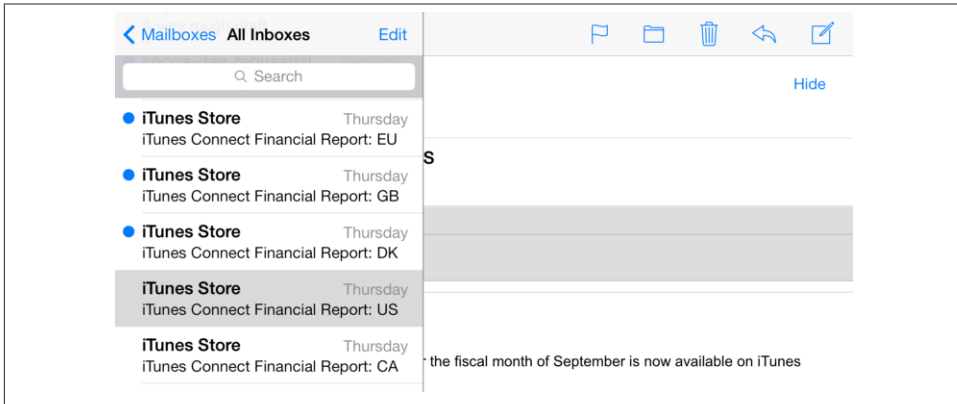 Mailboxes All Inboxes Edit
Search
Hide
iTunes Store Thursday
iTunes Connect Financial Report: EU
s
iTunes Store Thursday
iTunes Connect Financial Report: GB
iTunes Store Thursday
iTunes Connect Financial Report: DK
iTunes Store Thursday
iTunes Connect Financial Report: US
iTunes Store Thursday
iTunes Connect Financial Report: CA
the fiscal month of September is now available on iTunes